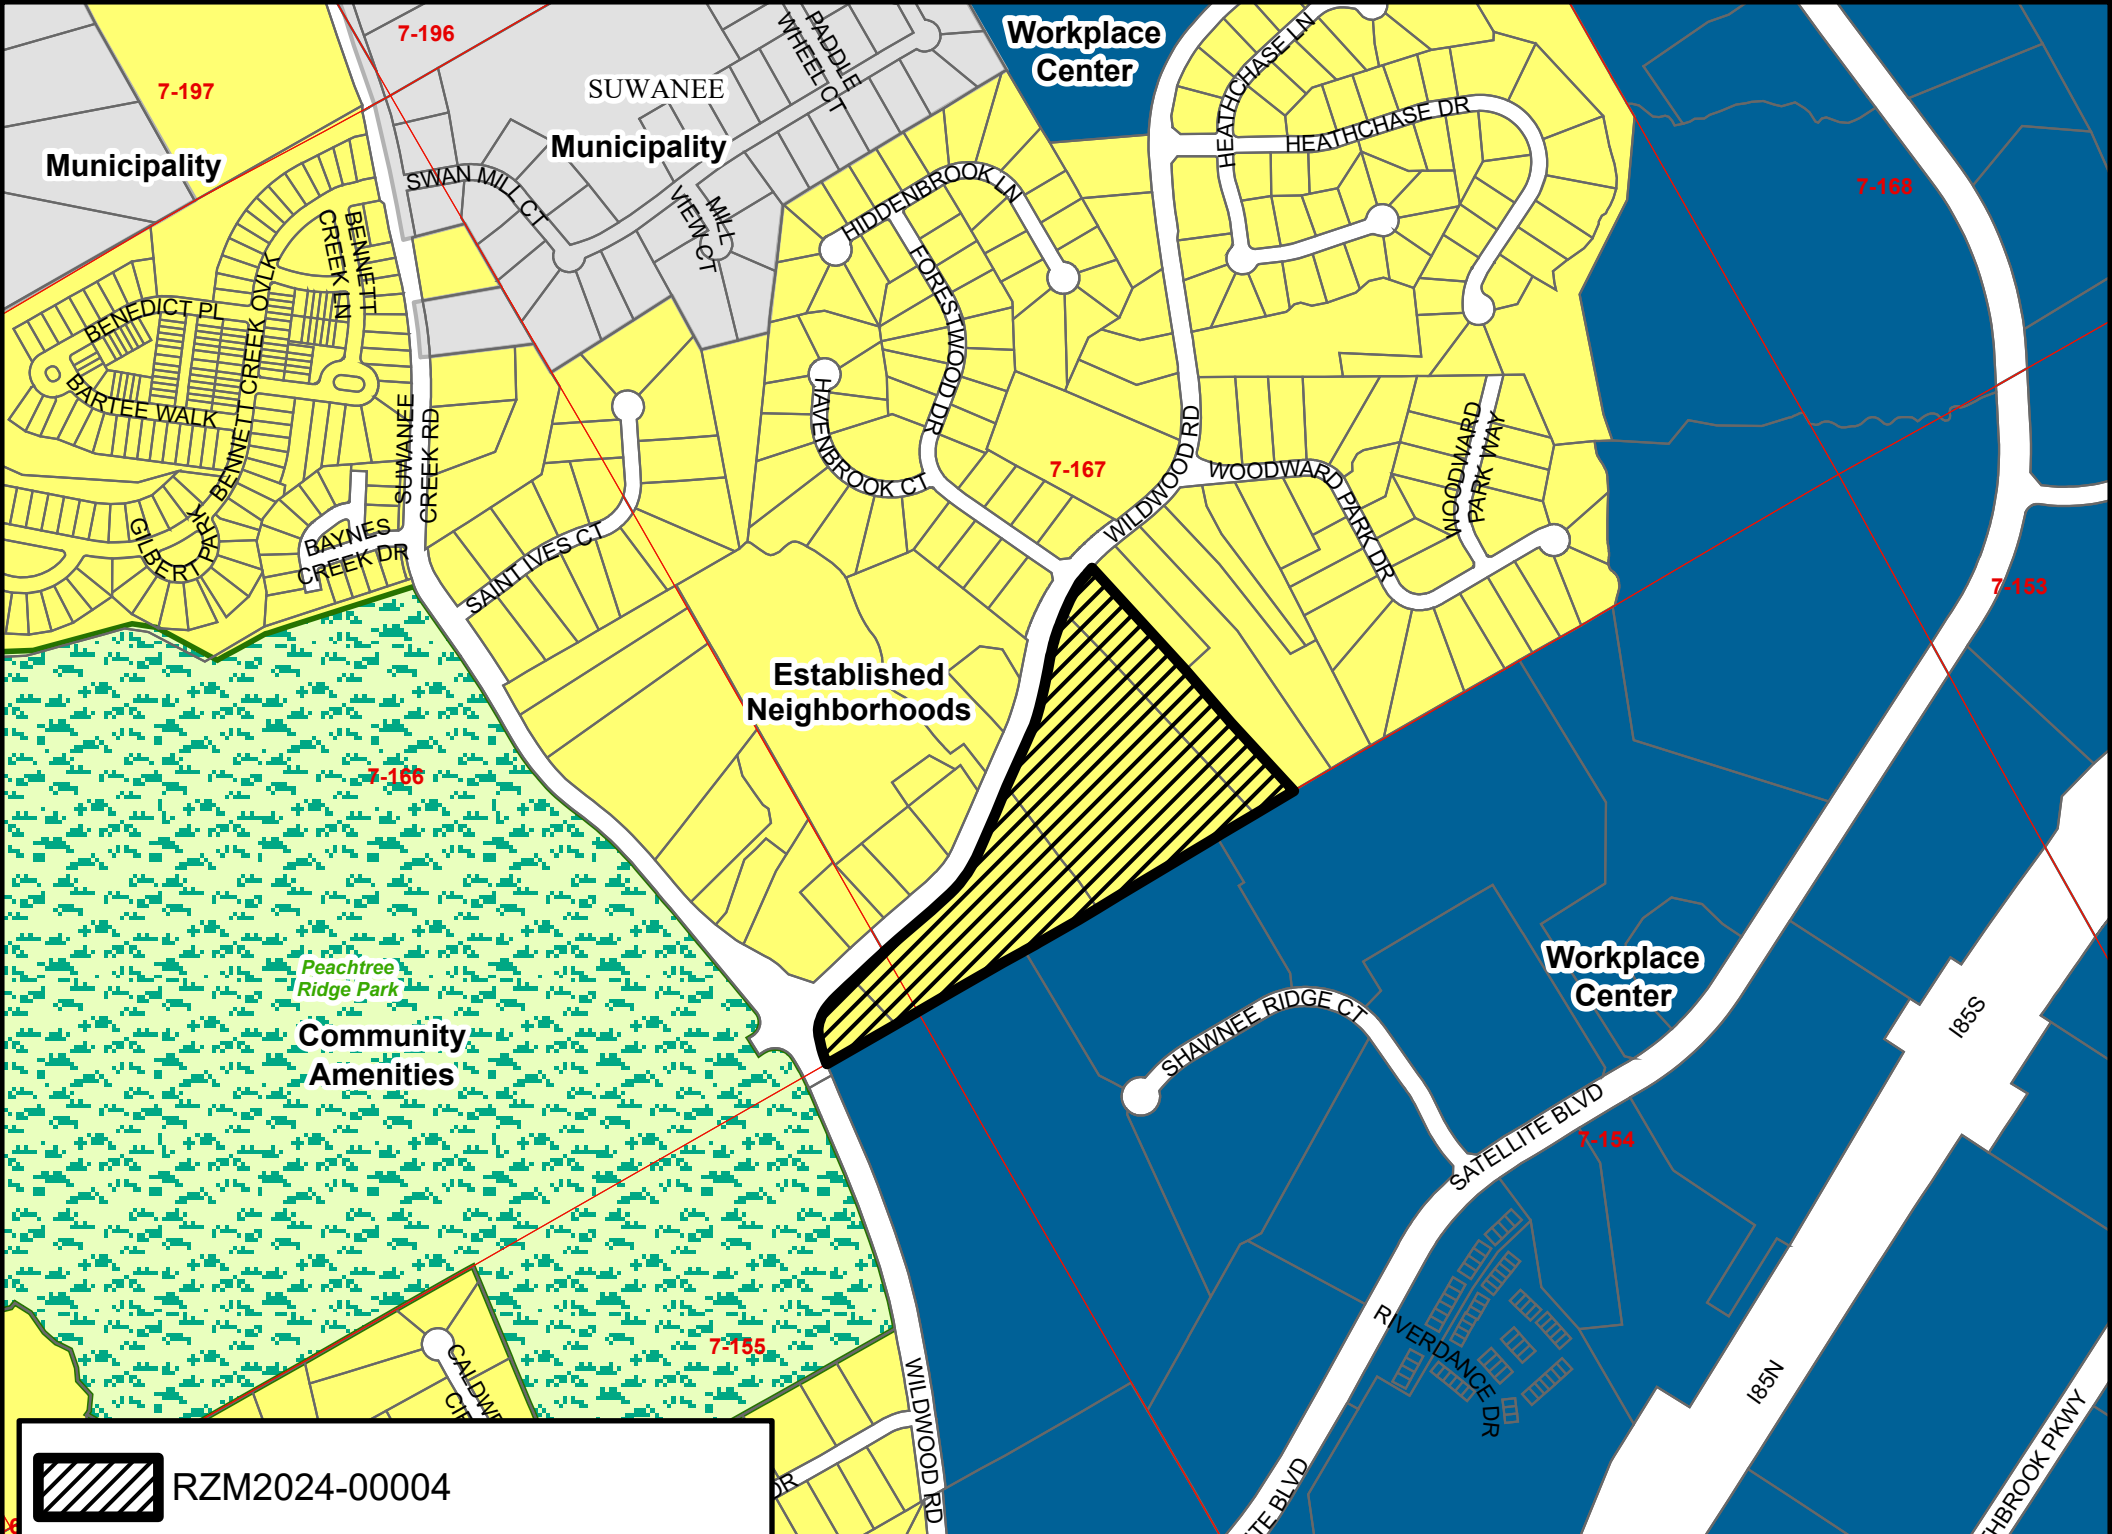 7-196
Workplace
Center
PADDLE
WHEEL CT
HEATHCHASE LN
7-197
SUWANEE
HEATHCHASE DR
Municipality
Municipality
7-168
SWAN MILL CT
MILL
VIEW CT
HIDDENBROOK LN
BENNETT
CREEK LN
FORESTWOOD DR
BENEDICT PL
BENNETT CREEK OVLK
BARTEE WALK
SUWANEE
CREEK RD
HAVENBROOK CT
7-167
WILDWOOD RD
WOODWARD PARK DR
WOODWARD
PARK WAY
GILBERT PARK
BAYNES
CREEK DR
SAINT IVES CT
7-153
Established
Neighborhoods
7-166
Peachtree
Ridge Park
Community
Amenities
Workplace
Center
SHAWNEE RIDGE CT
I85S
SATELLITE BLVD
7-154
7-155
RIVERDANCE DR
WILDWOOD RD
I85N
DR
RZM2024-00004